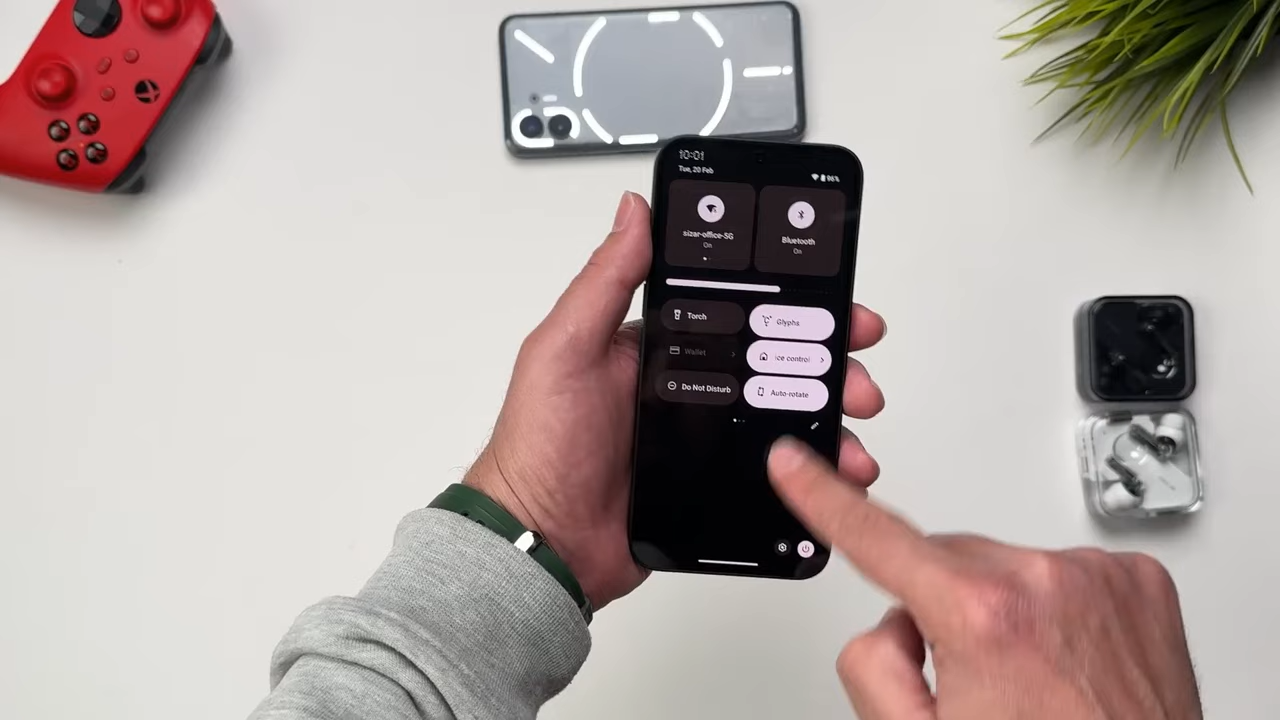 10:01
Tue, 20 Feb
96%
sizar-office-5G
On
Bluetooth
On
Torch
Glyphs
Wallet
ice control
Do Not Disturb
Auto-rotate